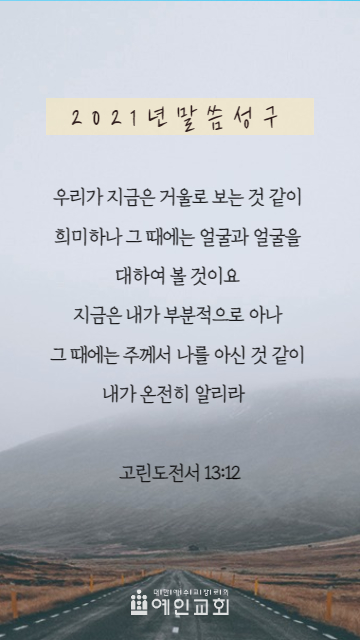 2021년말씀성구
우리가 지금은 거울로 보는 것 같이
희미하나 그 때에는 얼굴과 얼굴을
대하여 볼 것이요
지금은 내가 부분적으로 아나
그 때에는 주께서 나를 아신 것 같이
내가 온전히 알리라
고린도전서 13:12
예인교회